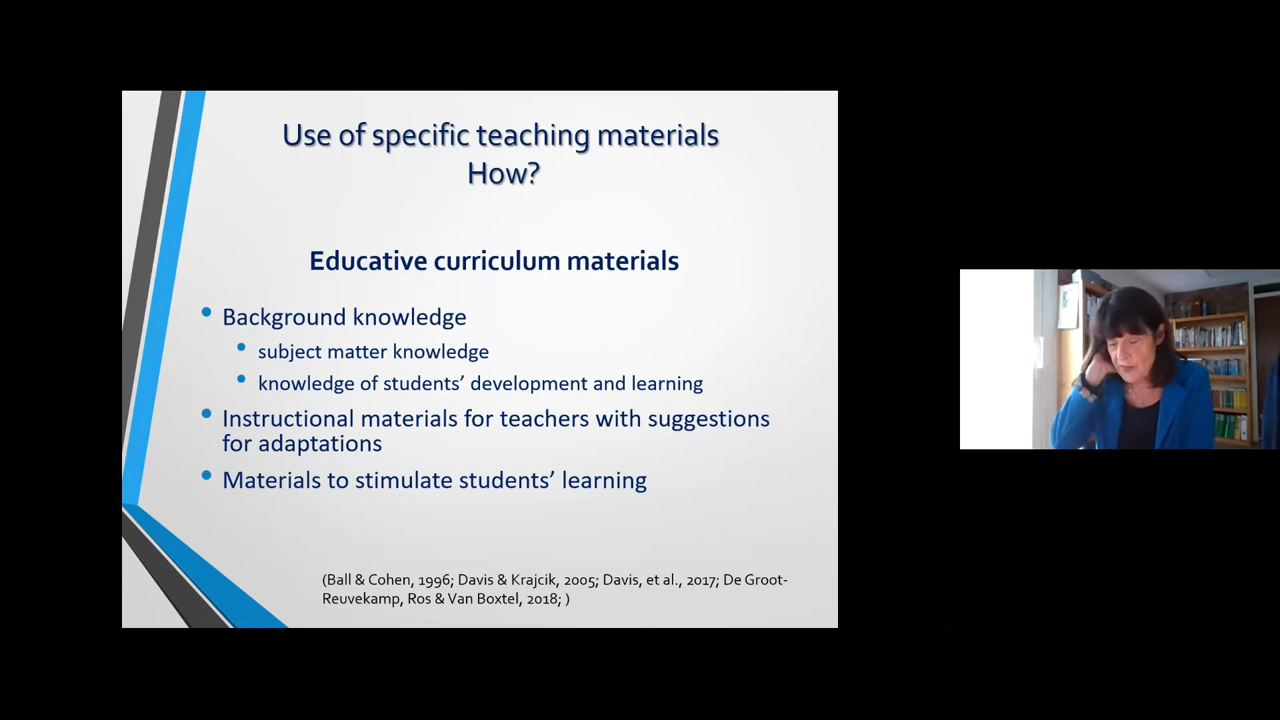 Use of specific teaching materials
How?
Educative curriculum materials
• Background knowledge
• subject matter knowledge
• knowledge of students’ development and learning
• Instructional materials for teachers with suggestions
for adaptations
• Materials to stimulate students’ learning
(Ball & Cohen, 1996; Davis & Krajcik, 2005; Davis, et al., 2017; De Groot-
Reuvekamp, Ros & Van Boxtel, 2018; )